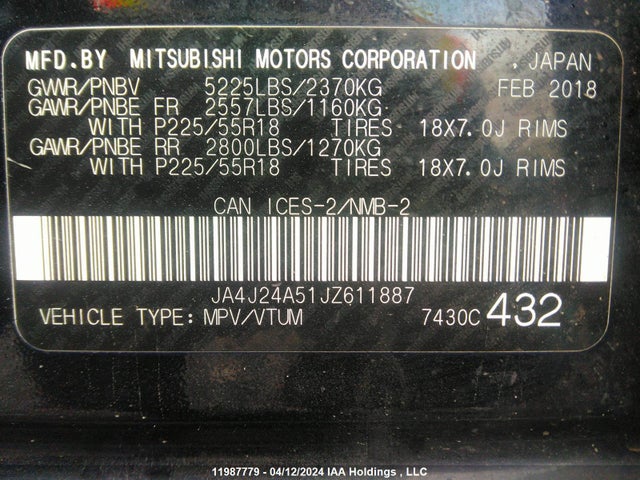 MFD.BY MITSUBISHI MOTORS CORPORATION , JAPAN
GVWR/PNBV 5225LBS/2370KG FEB 2018
GAWR/PNBE FR 2557LBS/1160KG
WITH P225/55R18 TIRES 18X7.0J RIMS
GAWR/PNBE RR 2800LBS/1270KG
WITH P225/55R18 TIRES 18X7.0J RIMS
CAN ICES-2/NMB-2
JA4J24A51JZ611887
VEHICLE TYPE: MPV/VTUM 7430C 432
11987779 - 04/12/2024 IAA Holdings , LLC